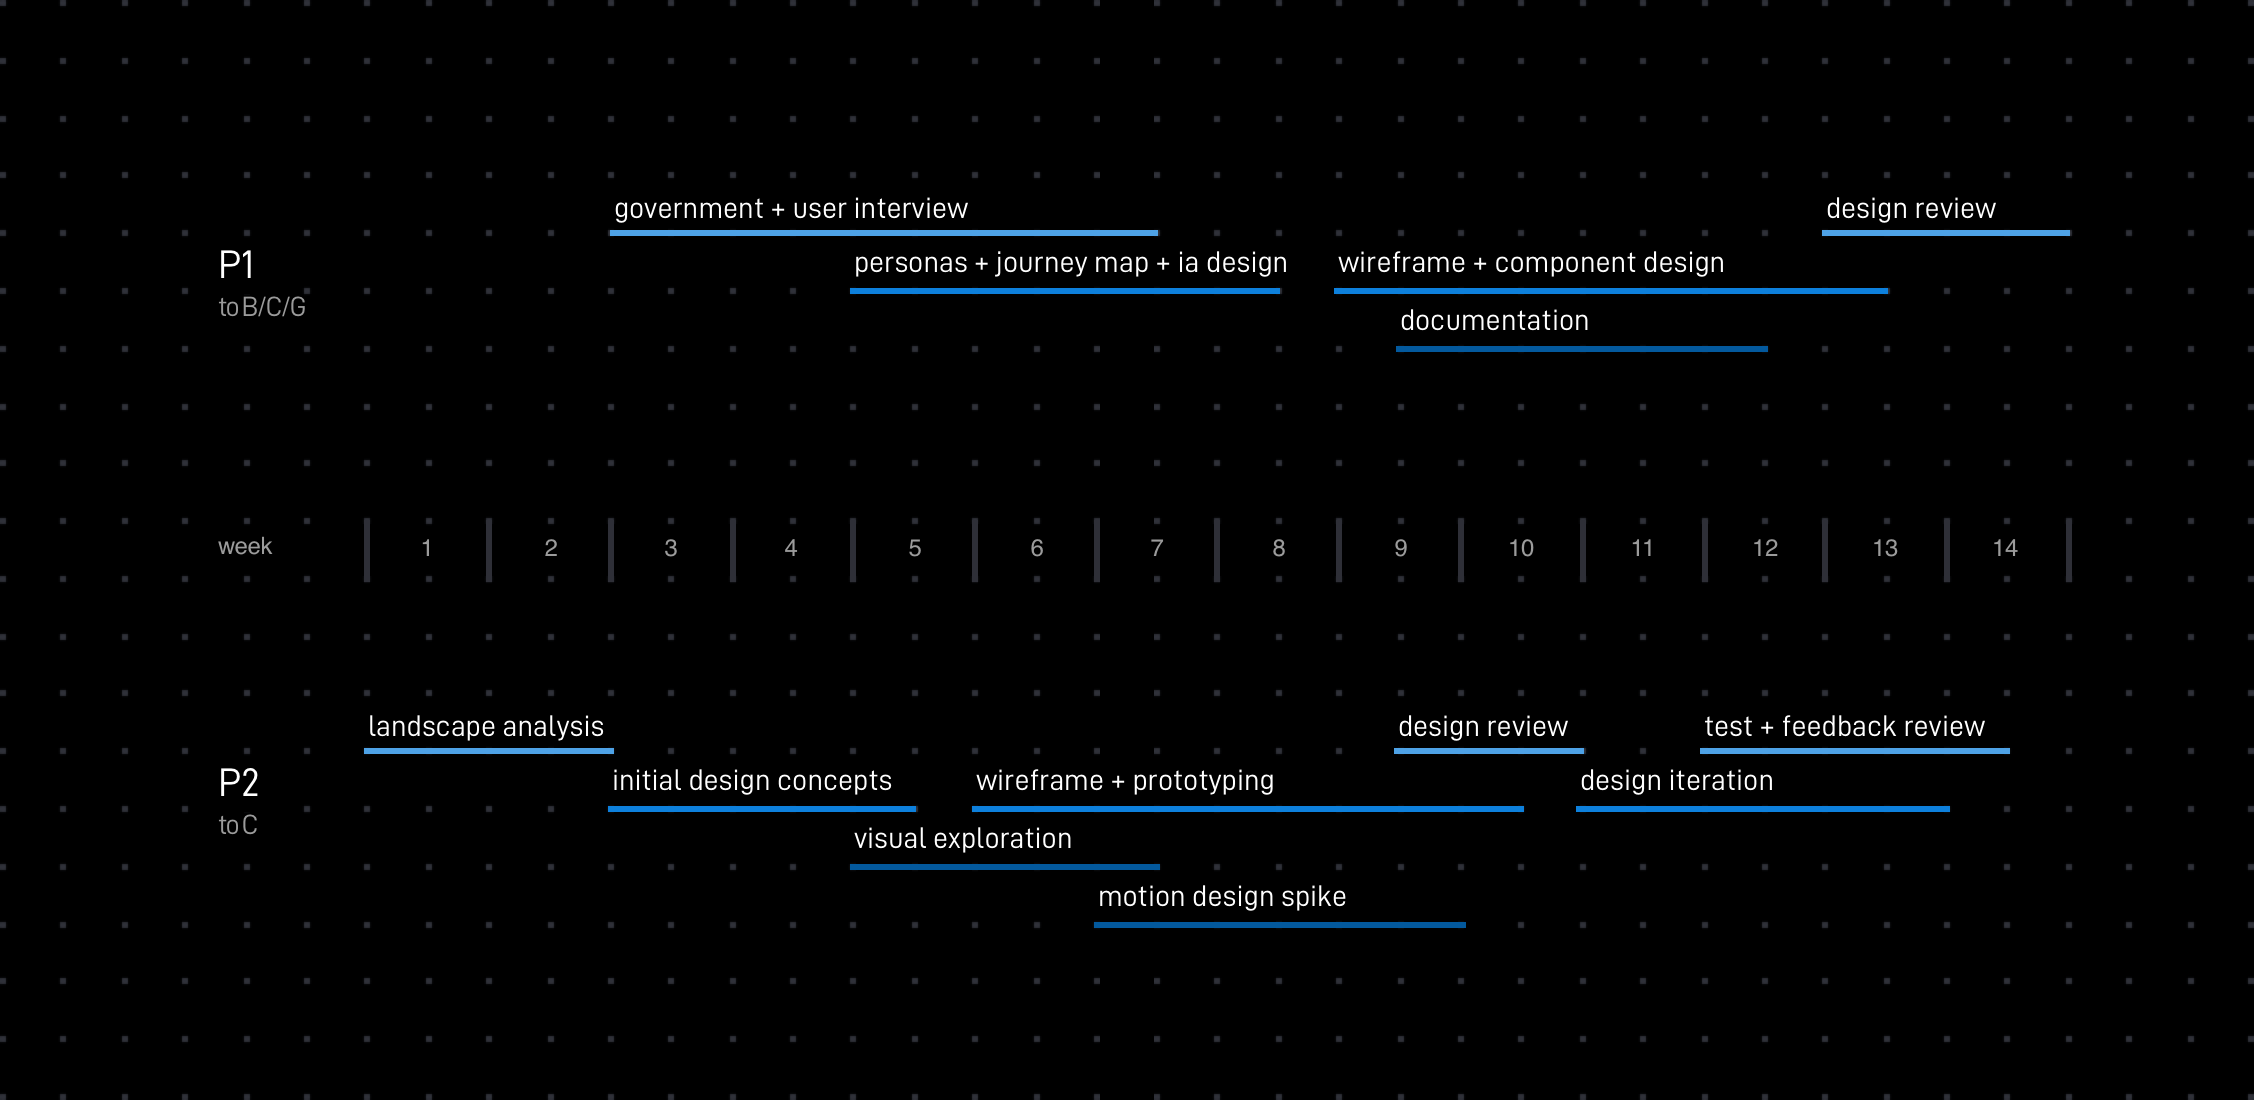 government + user interview
design review
P1
personas + journey map + ia design
wireframe + component design
to B/C/G
documentation
week
1
2
3
4
5
6
7
8
9
10
11
12
13
14
landscape analysis
design review
test + feedback review
P2
initial design concepts
wireframe + prototyping
design iteration
to C
visual exploration
motion design spike